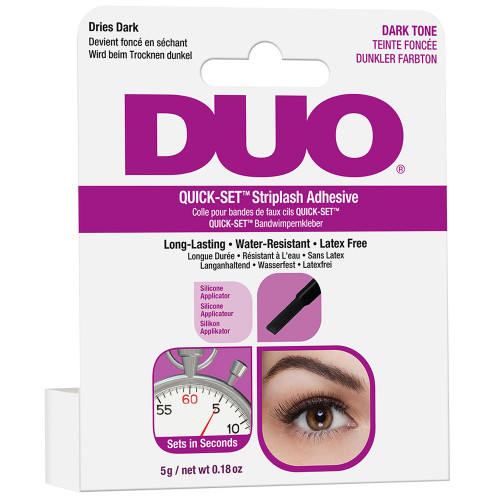 Dries Dark
Devient foncé en séchant
Wird beim Trocknen dunkel
DARK TONE
TEINTE FONCÉE
DUNKLER FARBTON
DUO®
QUICK-SET™ Striplash Adhesive
Colle pour bandes de faux cils QUICK-SET™
QUICK-SET™ Bandwimpernkleber
Long-Lasting • Water-Resistant • Latex Free
Longue Durée • Résistant à L'eau • Sans Latex
Langanhaltend • Wasserfest • Latexfrei
Silicone
Applicator
Silicone
Applicateur
Silikon
Applikator
55
60
5
10
Sets in Seconds
5g / net wt 0.18 oz